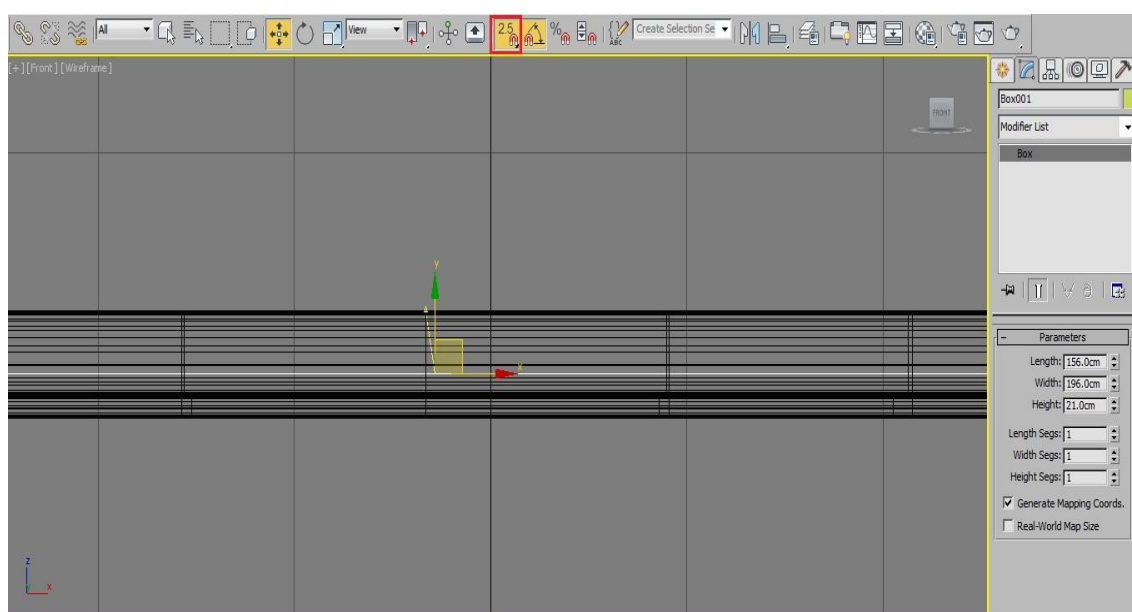 All
View
2.5
%
ABC
Create Selection Se
[+] [Front] [Wireframe]
FRONT
Box001
Modifier List
Box
y
x
- Parameters
Length: 156.0cm
Width: 196.0cm
Height: 21.0cm
Length Segs: 1
Width Segs: 1
Height Segs: 1
Generate Mapping Coords.
Real-World Map Size
z
y x